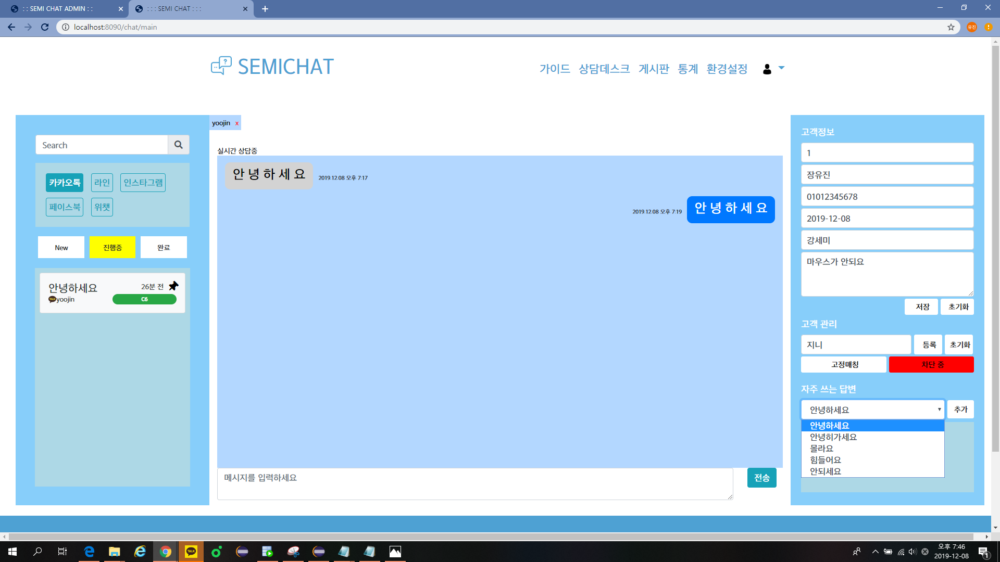 : : SEMI CHAT ADMIN : :
: : : SEMI CHAT : : :
localhost:8090/chat/main
유진
SEMICHAT
가이드 상담데스크 게시판 통계 환경설정
yoojin x
Search
카카오톡 라인 인스타그램
페이스북 위챗
New 진행중 완료
안녕하세요 26분 전
yoojin C6
실시간 상담중
안녕하세요 2019.12.08 오후 7:17
2019.12.08 오후 7:19 안녕하세요
메시지를 입력하세요
전송
고객정보
1
장유진
01012345678
2019-12-08
강세미
마우스가 안되요
저장 초기화
고객 관리
지니 등록 초기화
고정매칭 차단 중
자주 쓰는 답변
안녕하세요 추가
안녕하세요
안녕히가세요
몰라요
힘들어요
안되세요
TALK
오후 7:46
2019-12-08
1